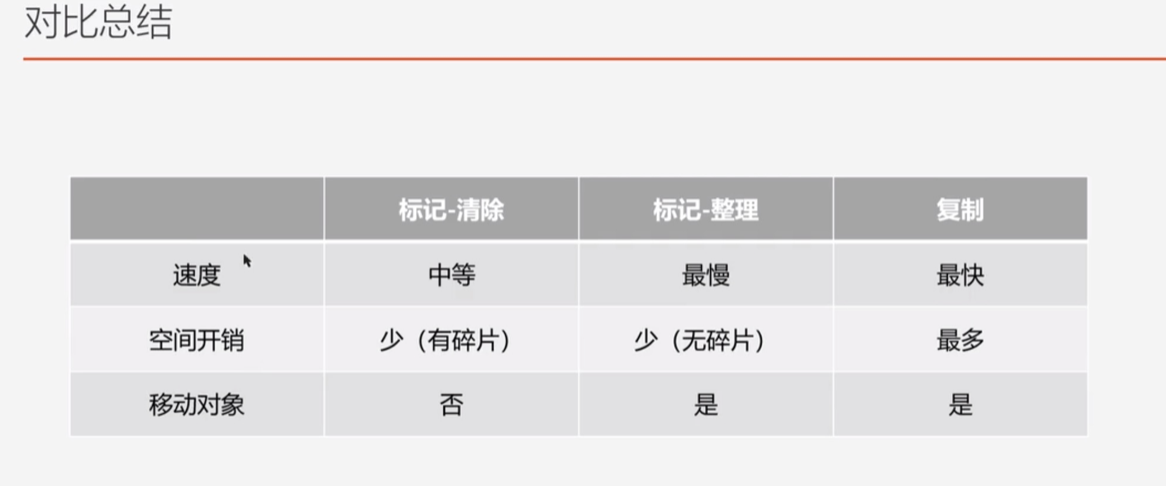 对比总结
标记-清除 标记-整理 复制
速度 中等 最慢 最快
空间开销 少（有碎片） 少（无碎片） 最多
移动对象 否 是 是